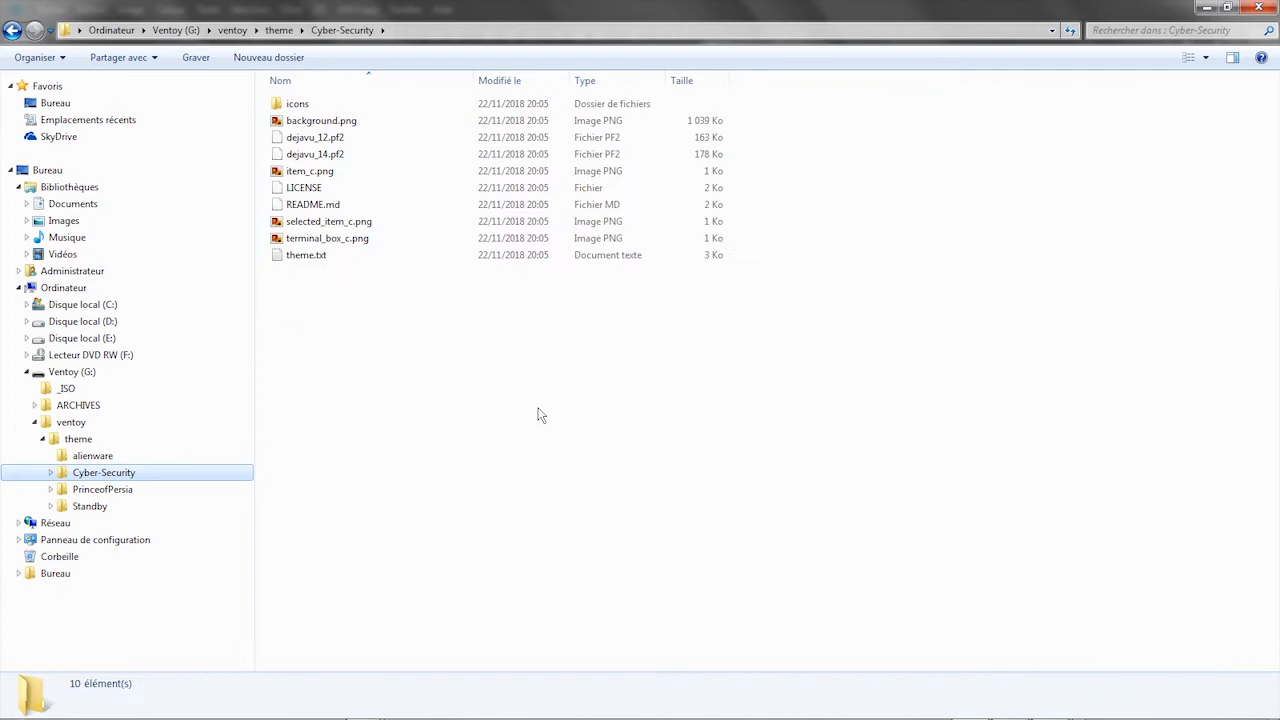 Ordinateur Ventoy (G:) ventoy theme Cyber-Security
Rechercher dans : Cyber-Security
Organiser Partager avec Graver Nouveau dossier
Favoris
Bureau
Emplacements récents
SkyDrive
Bureau
Bibliothèques
Documents
Images
Musique
Vidéos
Administrateur
Ordinateur
Disque local (C:)
Disque local (D:)
Disque local (E:)
Lecteur DVD RW (F:)
Ventoy (G:)
_ISO
ARCHIVES
ventoy
theme
alienware
Cyber-Security
PrinceofPersia
Standby
Réseau
Panneau de configuration
Corbeille
Bureau
Nom Modifié le Type Taille
icons 22/11/2018 20:05 Dossier de fichiers
background.png 22/11/2018 20:05 Image PNG 1 039 Ko
dejavu_12.pf2 22/11/2018 20:05 Fichier PF2 163 Ko
dejavu_14.pf2 22/11/2018 20:05 Fichier PF2 178 Ko
item_c.png 22/11/2018 20:05 Image PNG 1 Ko
LICENSE 22/11/2018 20:05 Fichier 2 Ko
README.md 22/11/2018 20:05 Fichier MD 2 Ko
selected_item_c.png 22/11/2018 20:05 Image PNG 1 Ko
terminal_box_c.png 22/11/2018 20:05 Image PNG 1 Ko
theme.txt 22/11/2018 20:05 Document texte 3 Ko
10 élément(s)